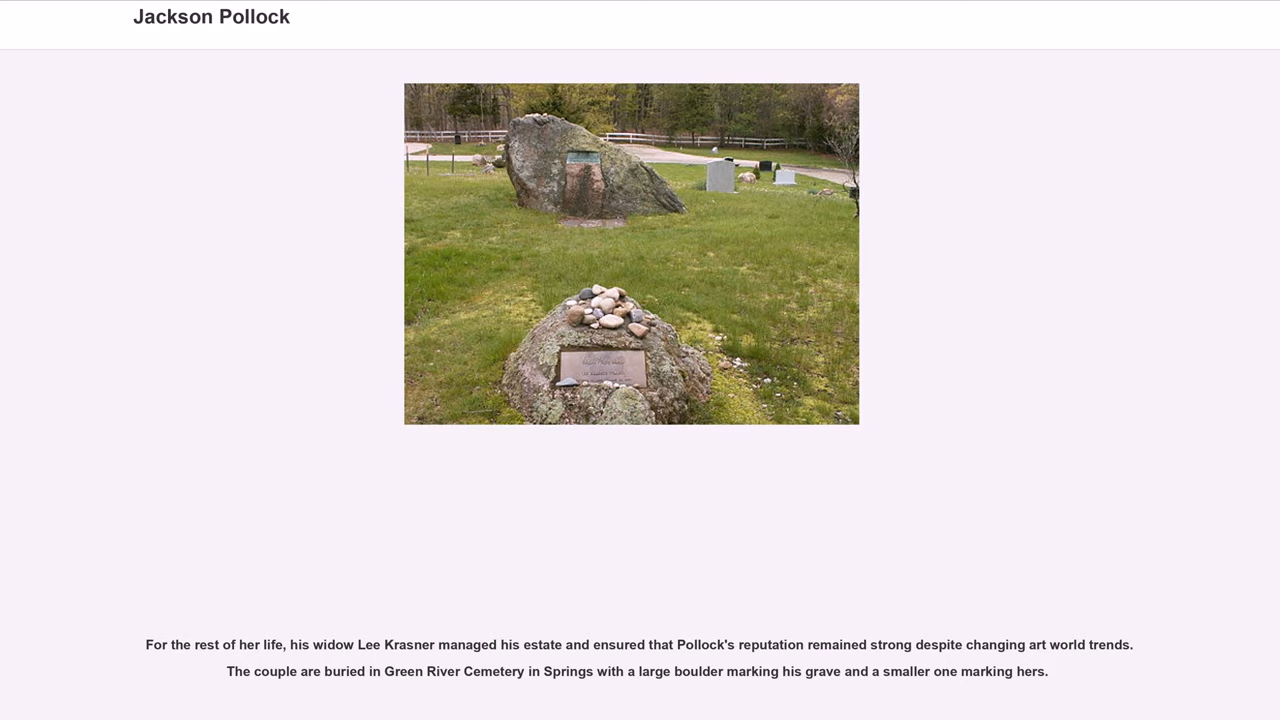 Jackson Pollock
For the rest of her life, his widow Lee Krasner managed his estate and ensured that Pollock's reputation remained strong despite changing art world trends.
The couple are buried in Green River Cemetery in Springs with a large boulder marking his grave and a smaller one marking hers.